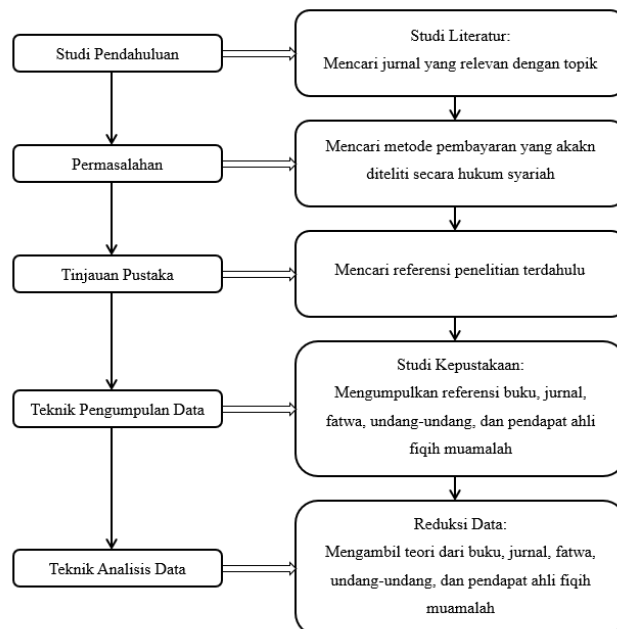 Studi Pendahuluan
Studi Literatur:
Mencari jurnal yang relevan dengan topik
Permasalahan
Mencari metode pembayaran yang akakn
diteliti secara hukum syariah
Tinjauan Pustaka
Mencari referensi penelitian terdahulu
Teknik Pengumpulan Data
Studi Kepustakaan:
Mengumpulkan referensi buku, jurnal,
fatwa, undang-undang, dan pendapat ahli
fiqih muamalah
Teknik Analisis Data
Reduksi Data:
Mengambil teori dari buku, jurnal, fatwa,
undang-undang, dan pendapat ahli fiqih
muamalah